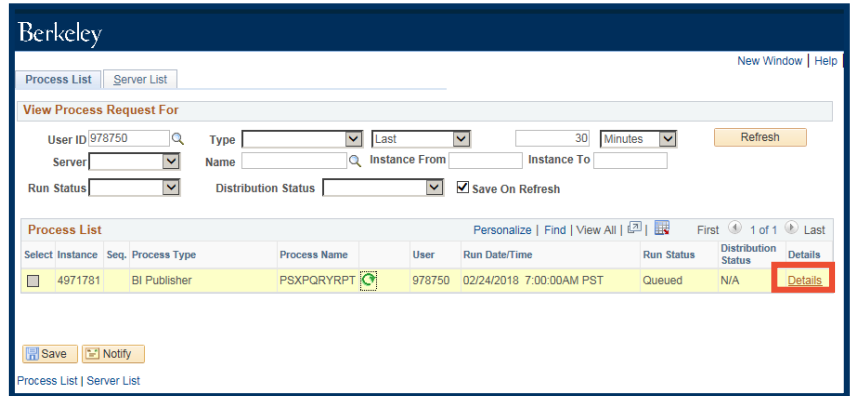 Berkeley
New Window | Help
Process List Server List
View Process Request For
User ID 978750 Type Last 30 Minutes Refresh
Server Name Instance From Instance To
Run Status Distribution Status Save On Refresh
Process List Personalize | Find | View All | | First 1 of 1 Last
Select Instance Seq. Process Type Process Name User Run Date/Time Run Status Distribution Status Details
4971781 BI Publisher PSXPQRYRPT 978750 02/24/2018 7:00:00AM PST Queued N/A Details
Save Notify
Process List | Server List